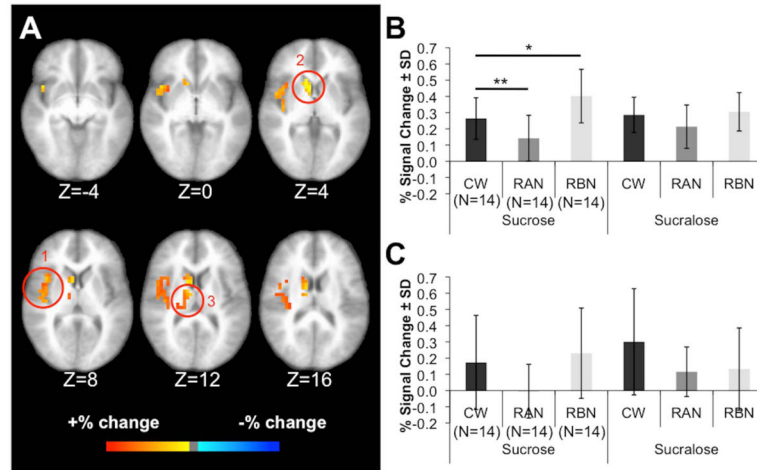 A
2
Z=-4 Z=0 Z=4
1
3
Z=8 Z=12 Z=16
+% change -% change
B
% Signal Change ± SD
0.7
0.6
0.5
0.4
0.3
0.2
0.1
0.0
-0.1
-0.2
*
**
CW RAN RBN CW RAN RBN
(N=14) (N=14) (N=14)
Sucrose Sucralose
C
% Signal Change ± SD
0.7
0.6
0.5
0.4
0.3
0.2
0.1
0.0
-0.1
-0.2
CW RAN RBN CW RAN RBN
(N=14) (N=14) (N=14)
Sucrose Sucralose